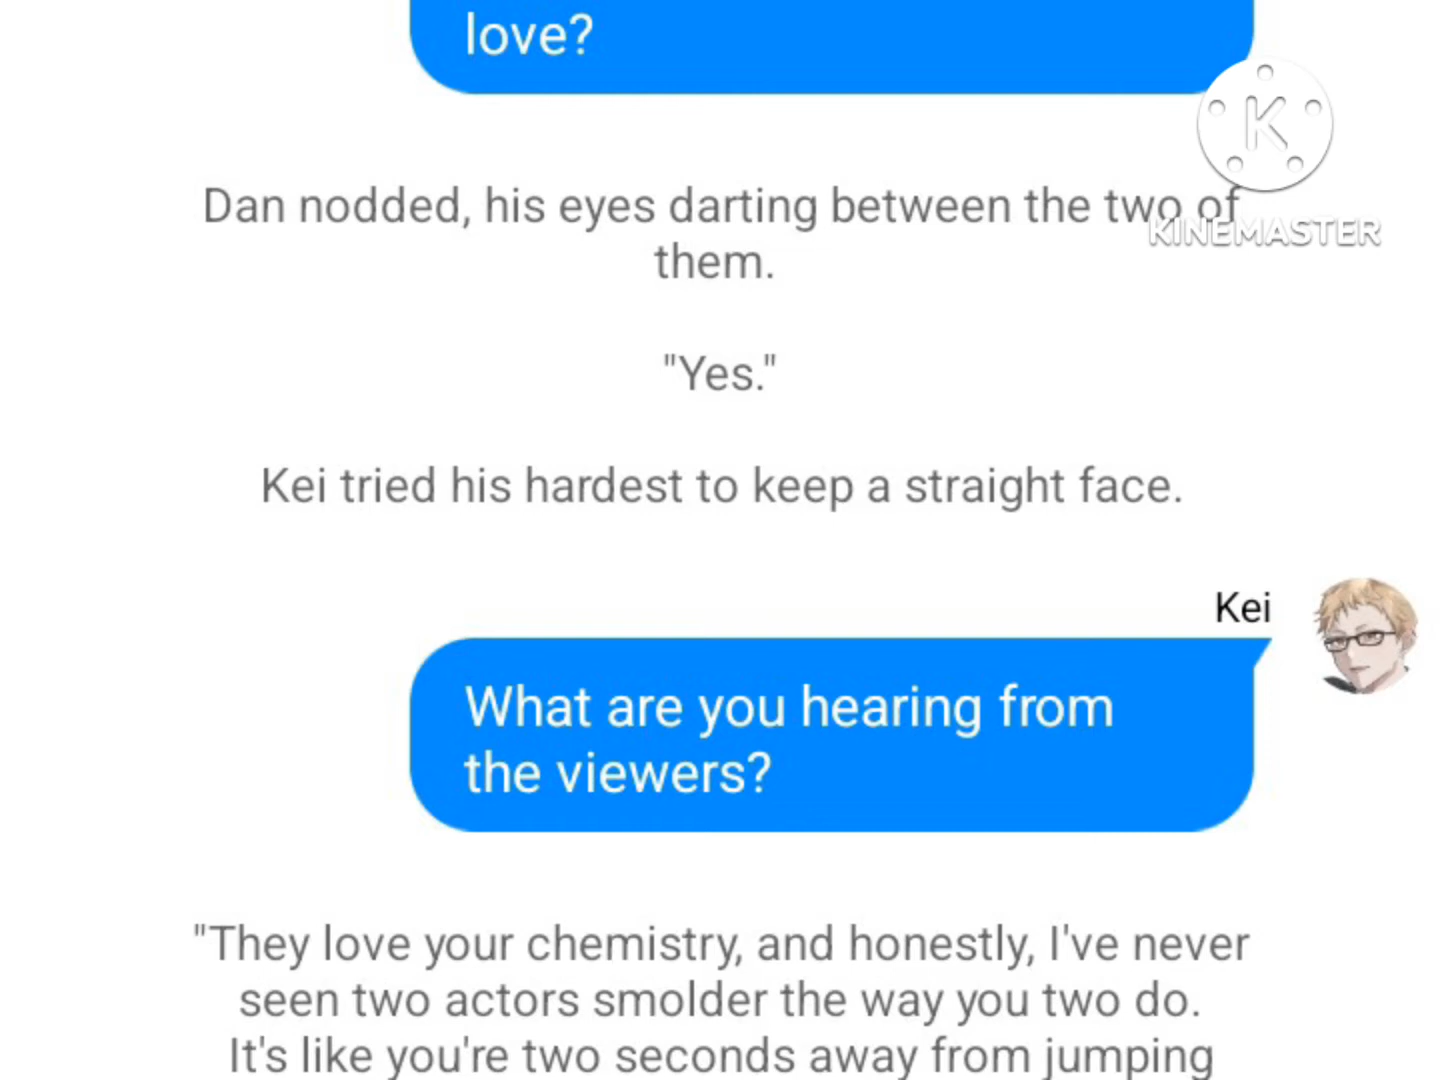 love?
K
Dan nodded, his eyes darting between the two of
KINEMASTER
them.
"Yes."
Kei tried his hardest to keep a straight face.
Kei
What are you hearing from
the viewers?
"They love your chemistry, and honestly, I've never
seen two actors smolder the way you two do.
It's like you're two seconds away from jumping